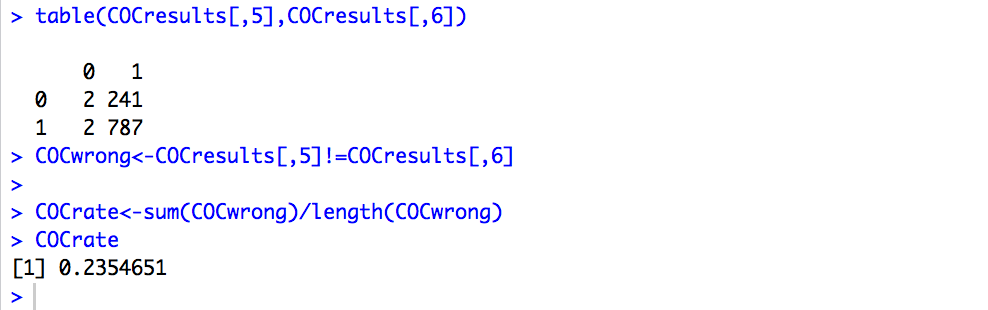 > table(COCresults[,5],COCresults[,6])
0 1
0 2 241
1 2 787
> COCwrong<-COCresults[,5]!=COCresults[,6]
>
> COCrate<-sum(COCwrong)/length(COCwrong)
> COCrate
[1] 0.2354651
>